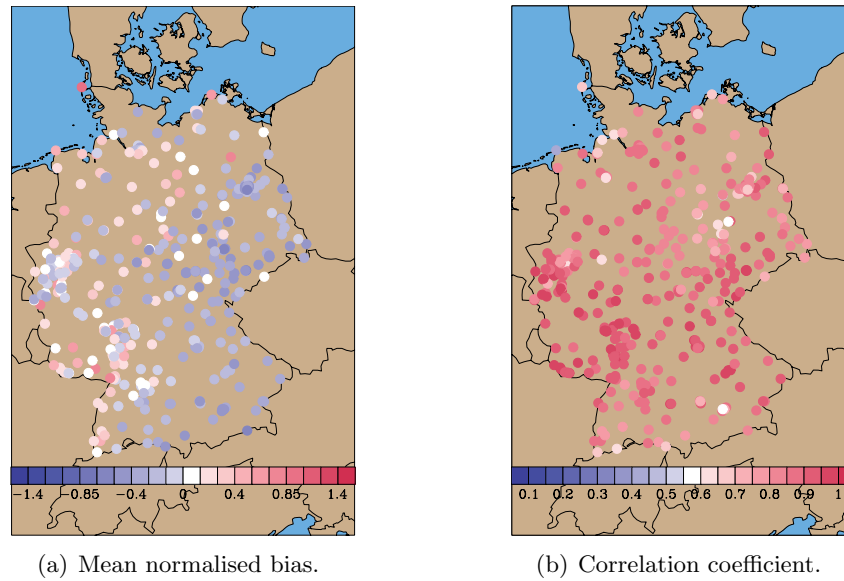 −1.4 −0.85 −0.4 0 0.4 0.85 1.4
0.1 0.2 0.3 0.4 0.5 0.6 0.7 0.8 0.9 1
(a) Mean normalised bias.
(b) Correlation coefficient.